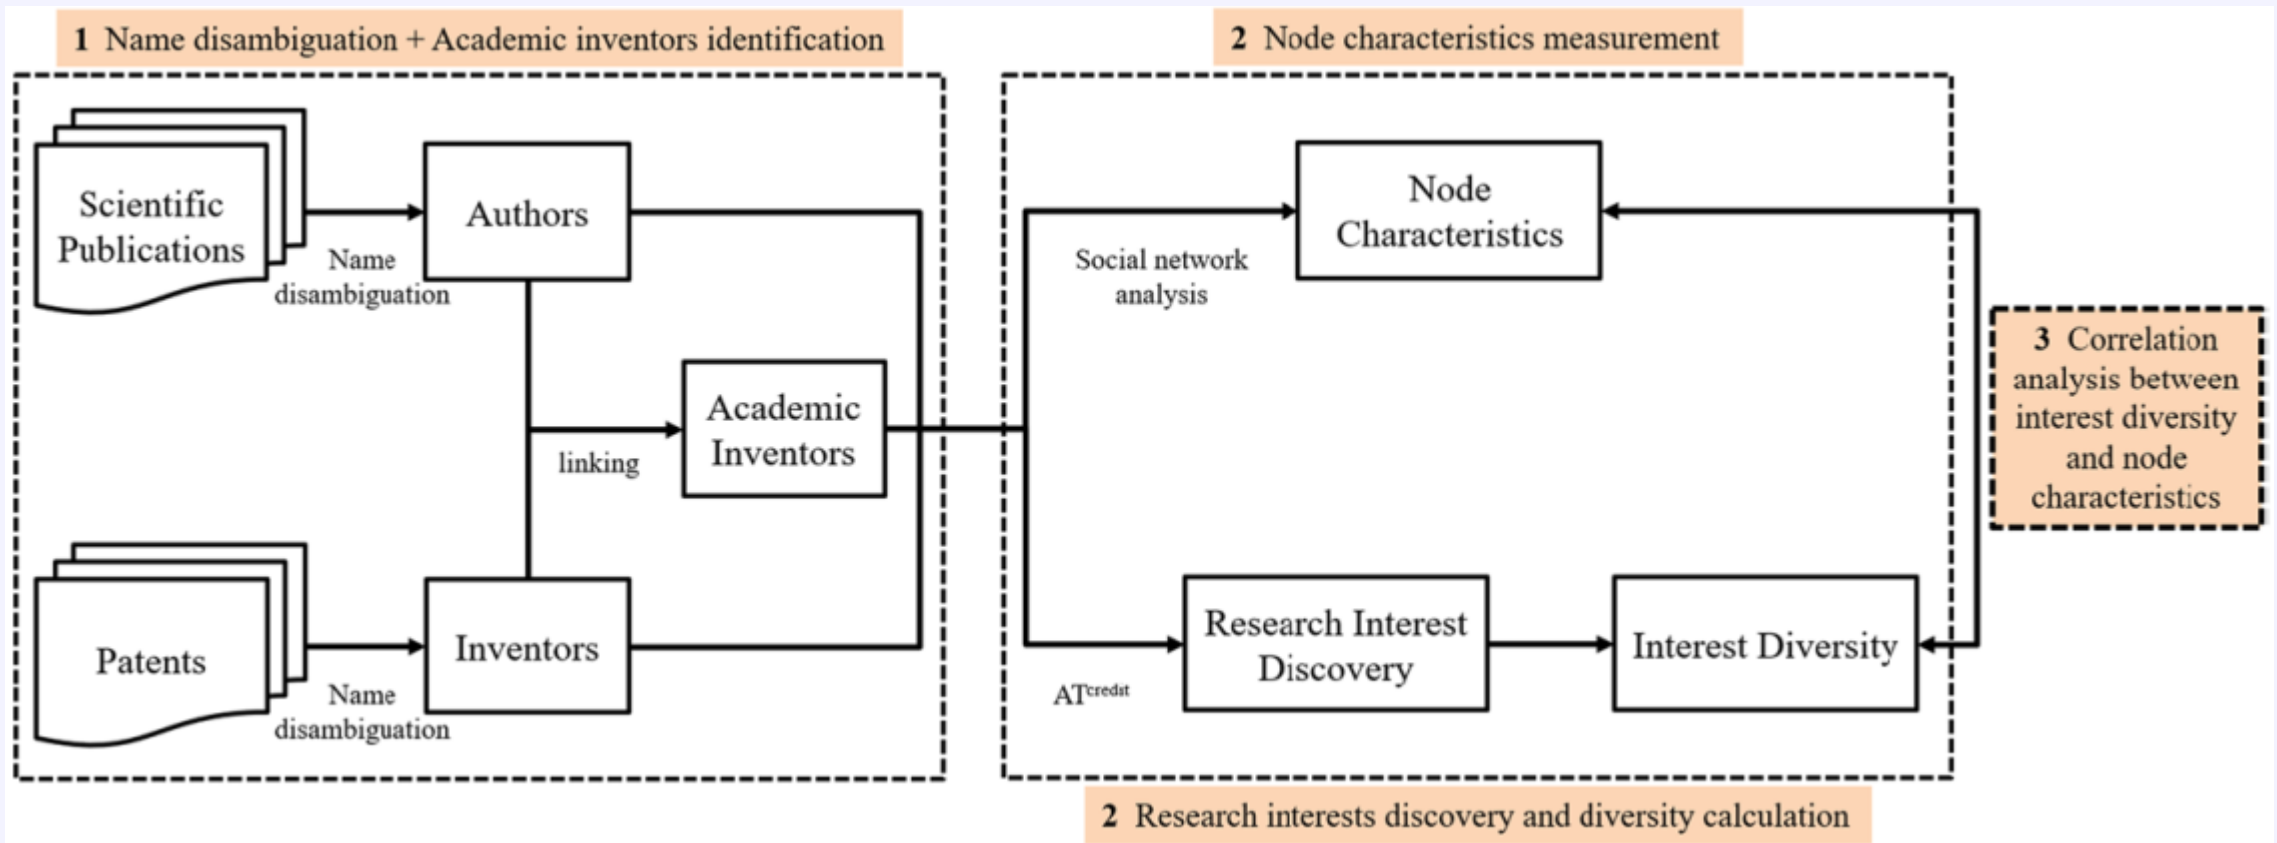 1 Name disambiguation + Academic inventors identification
2 Node characteristics measurement
Scientific
Publications
Name
disambiguation
Authors
linking
Academic
Inventors
Patents
Name
disambiguation
Inventors
Social network
analysis
Node
Characteristics
ATcredit
Research Interest
Discovery
Interest Diversity
3 Correlation
analysis between
interest diversity
and node
characteristics
2 Research interests discovery and diversity calculation